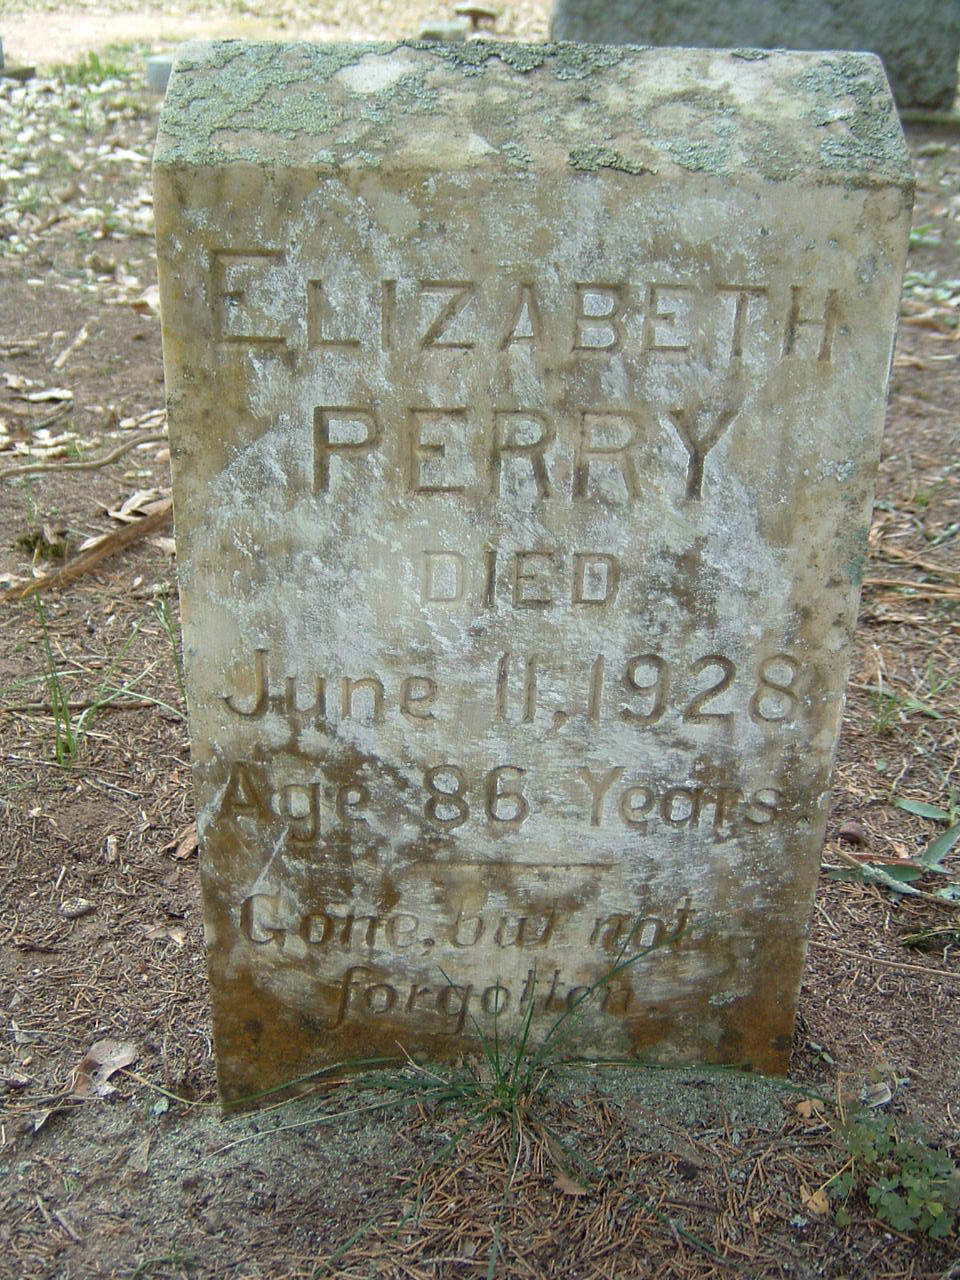 ELIZABETH
PERRY
DIED
June 11, 1928
Age 86 Years.
Gone, but not
forgotten.